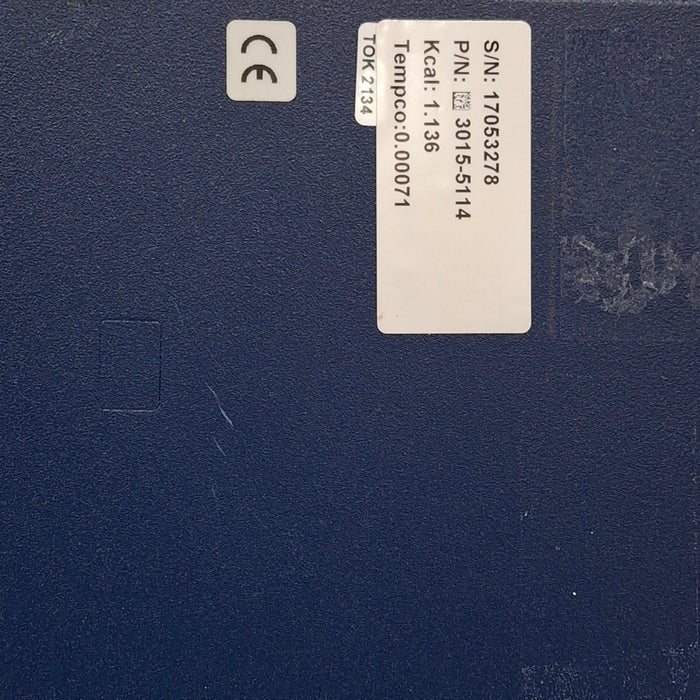 S/N: 17053278
P/N: 3015-5114
Kcal: 1.136
Tempco:0.00071
TOK 2134
CE